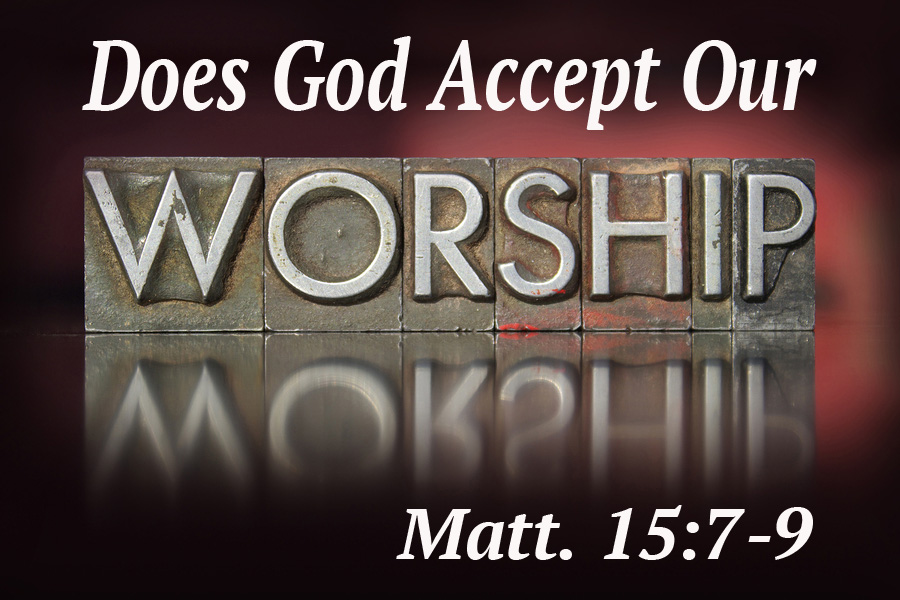 Does God Accept Our
WORSHIP
Matt. 15:7-9